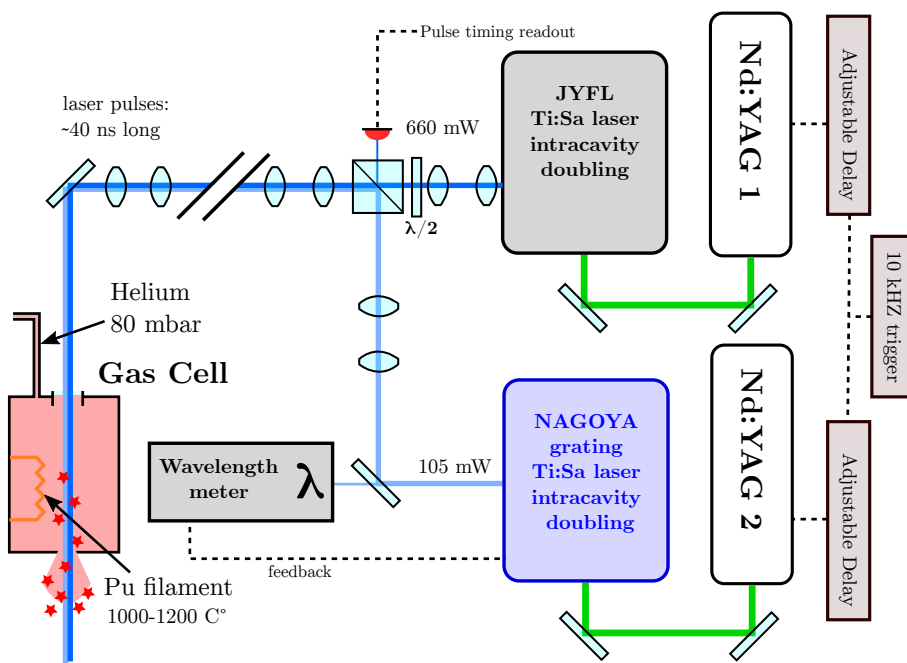 Pulse timing readout
laser pulses:
~40 ns long
660 mW
λ/2
JYFL
Ti:Sa laser
intracavity
doubling
Nd:YAG 1
Adjustable Delay
10 kHZ trigger
Helium
80 mbar
Gas Cell
Wavelength
meter
λ
105 mW
NAGOYA
grating
Ti:Sa laser
intracavity
doubling
Nd:YAG 2
Adjustable Delay
feedback
Pu filament
1000-1200 C°